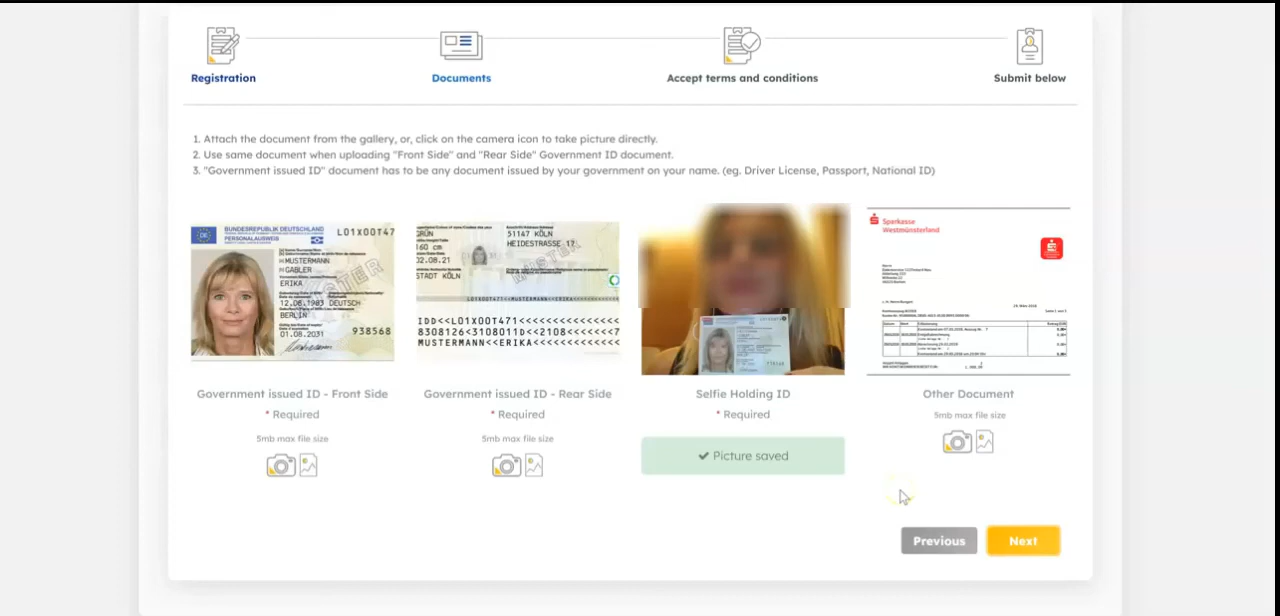 Registration
Documents
Accept terms and conditions
Submit below
1. Attach the document from the gallery, or, click on the camera icon to take picture directly.
2. Use same document when uploading "Front Side" and "Rear Side" Government ID document.
3. "Government issued ID" document has to be any document issued by your government on your name. (eg. Driver License, Passport, National ID)
DE
BUNDESREPUBLIK DEUTSCHLAND
PERSONALAUSWEIS
L01X00T47
MUSTERMANN
GABLER
ERIKA
12.08.1983 DEUTSCH
BERLIN
01.08.2031
938568
MUSTER
GRÜN
160 cm
02.08.21
STADT KÖLN
51147 KÖLN
HEIDESTRASSE 17
MUSTER
IDD<<L01X00T471<<<<<<<<<<<<<<<
8308126<3108011D<<2108<<<<<<<7
MUSTERMANN<<ERIKA<<<<<<<<<<<<<
Sparkasse
Westmünsterland
Government issued ID - Front Side
* Required
5mb max file size
Government issued ID - Rear Side
* Required
5mb max file size
Selfie Holding ID
* Required
Picture saved
Other Document
5mb max file size
Previous
Next